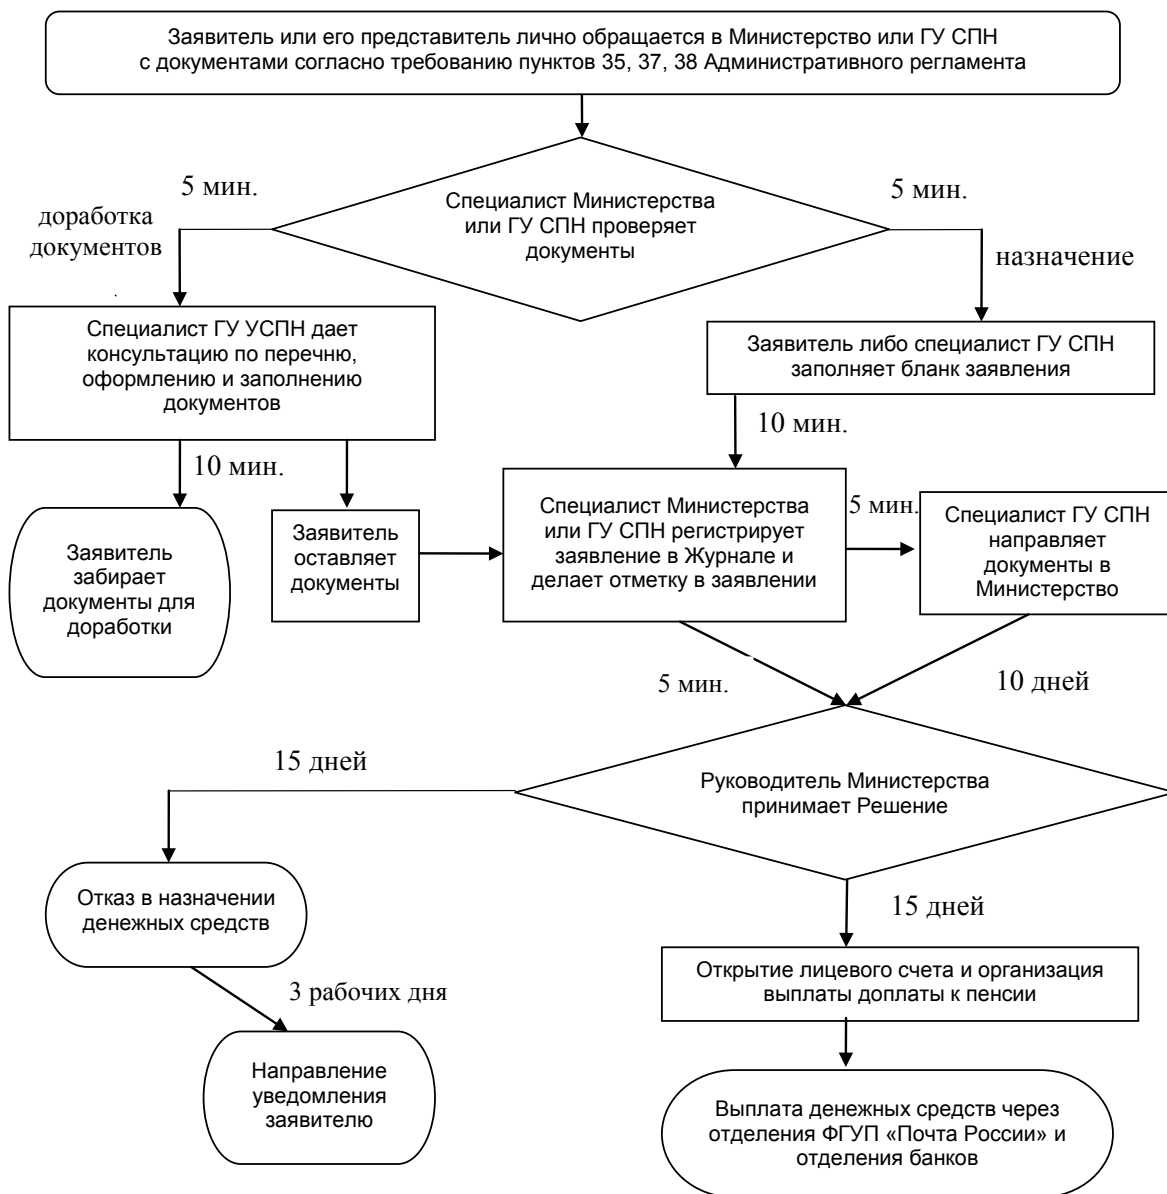 Заявитель или его представитель лично обращается в Министерство или ГУ СПН
с документами согласно требованию пунктов 35, 37, 38 Административного регламента
5 мин.
5 мин.
Специалист Министерства
или ГУ СПН проверяет
документы
доработка
документов
назначение
Специалист ГУ УСПН дает
консультацию по перечню,
оформлению и заполнению
документов
Заявитель либо специалист ГУ СПН
заполняет бланк заявления
10 мин.
10 мин.
Заявитель
забирает
документы для
доработки
Заявитель
оставляет
документы
Специалист Министерства
или ГУ СПН регистрирует
заявление в Журнале и
делает отметку в заявлении
5 мин.
Специалист ГУ СПН
направляет
документы в
Министерство
5 мин.
10 дней
15 дней
Руководитель Министерства
принимает Решение
Отказ в назначении
денежных средств
15 дней
3 рабочих дня
Открытие лицевого счета и организация
выплаты доплаты к пенсии
Направление
уведомления
заявителю
Выплата денежных средств через
отделения ФГУП «Почта России» и
отделения банков